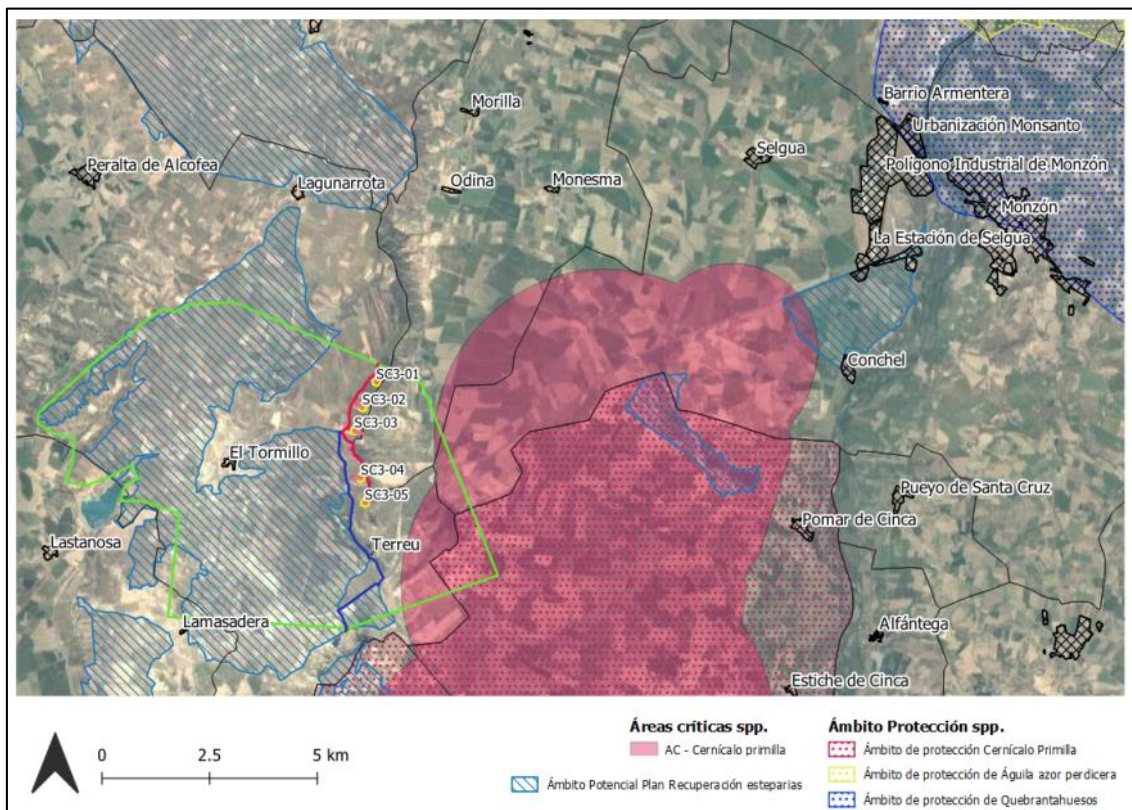 Barrio Armentera
Morilla
Urbanización Monsanto
Selgua
Peralta de Alcofea
Polígono Industrial de Monzón
Lagunarrota
Odina
Monesma
Monzón
La Estación de Selgua
Conchel
SC3-01
SC3-02
SC3-03
El Tormillo
SC3-04
SC3-05
Pueyo de Santa Cruz
Pomar de Cinca
Lastanosa
Terreu
Lamasadera
Alfántega
Estiche de Cinca
0 2.5 5 km
Áreas críticas spp.
AC - Cernícalo primilla
Ámbito Potencial Plan Recuperación esteparias
Ámbito Protección spp.
Ámbito de protección Cernícalo Primilla
Ámbito de protección de Águila azor perdicera
Ámbito de protección de Quebrantahuesos